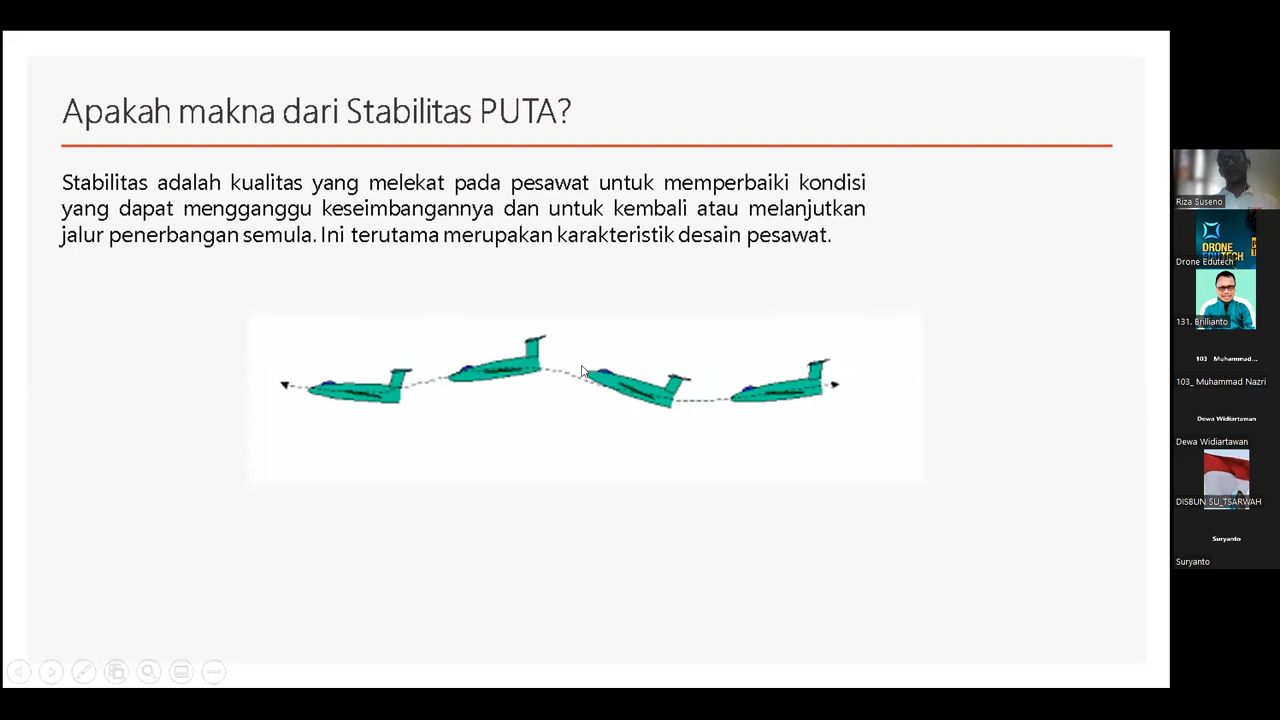 Apakah makna dari Stabilitas PUTA?
Stabilitas adalah kualitas yang melekat pada pesawat untuk memperbaiki kondisi
yang dapat mengganggu keseimbangannya dan untuk kembali atau melanjutkan
jalur penerbangan semula. Ini terutama merupakan karakteristik desain pesawat.
Riza Suseno
DRONE
EDUTECH
Drone Edutech
131. Brillianto
103_ Muhammad...
103_ Muhammad Nazri
Dewa Widiartawan
Dewa Widiartawan
DISBUN SU_TSARWAH
Suryanto
Suryanto